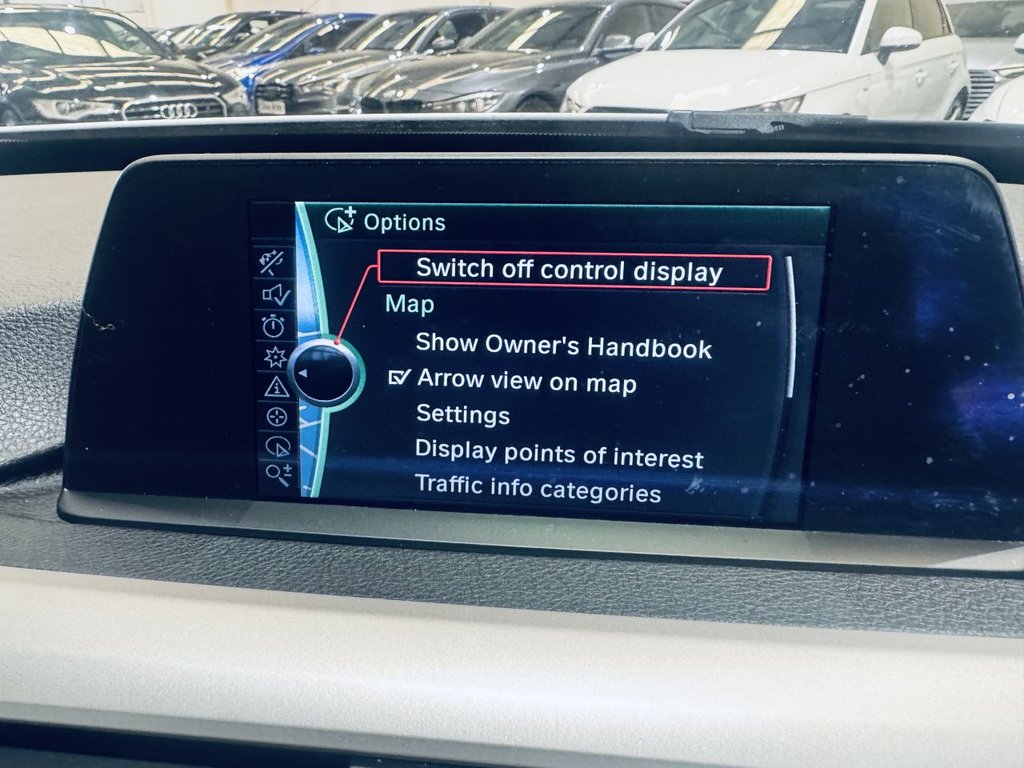 Options
Switch off control display
Map
Show Owner's Handbook
Arrow view on map
Settings
Display points of interest
Traffic info categories